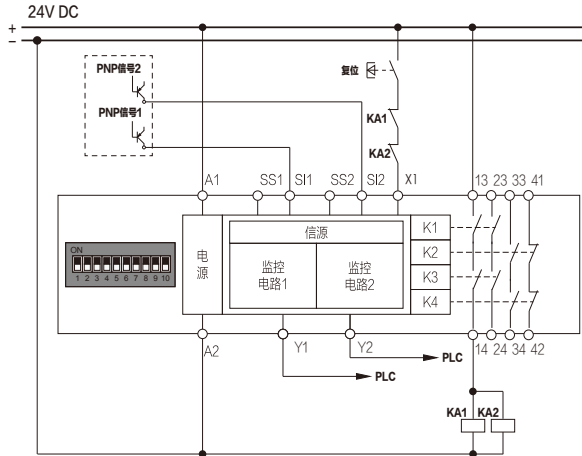 24V DC
+
−
PNP信号2
PNP信号1
复位
KA1
KA2
A1
SS1
SI1
SS2
SI2
X1
13
23
33
41
ON
1 2 3 4 5 6 7 8 9 10
电源
信源
监控
电路1
监控
电路2
K1
K2
K3
K4
A2
Y1
Y2
14
24
34
42
PLC
PLC
KA1
KA2